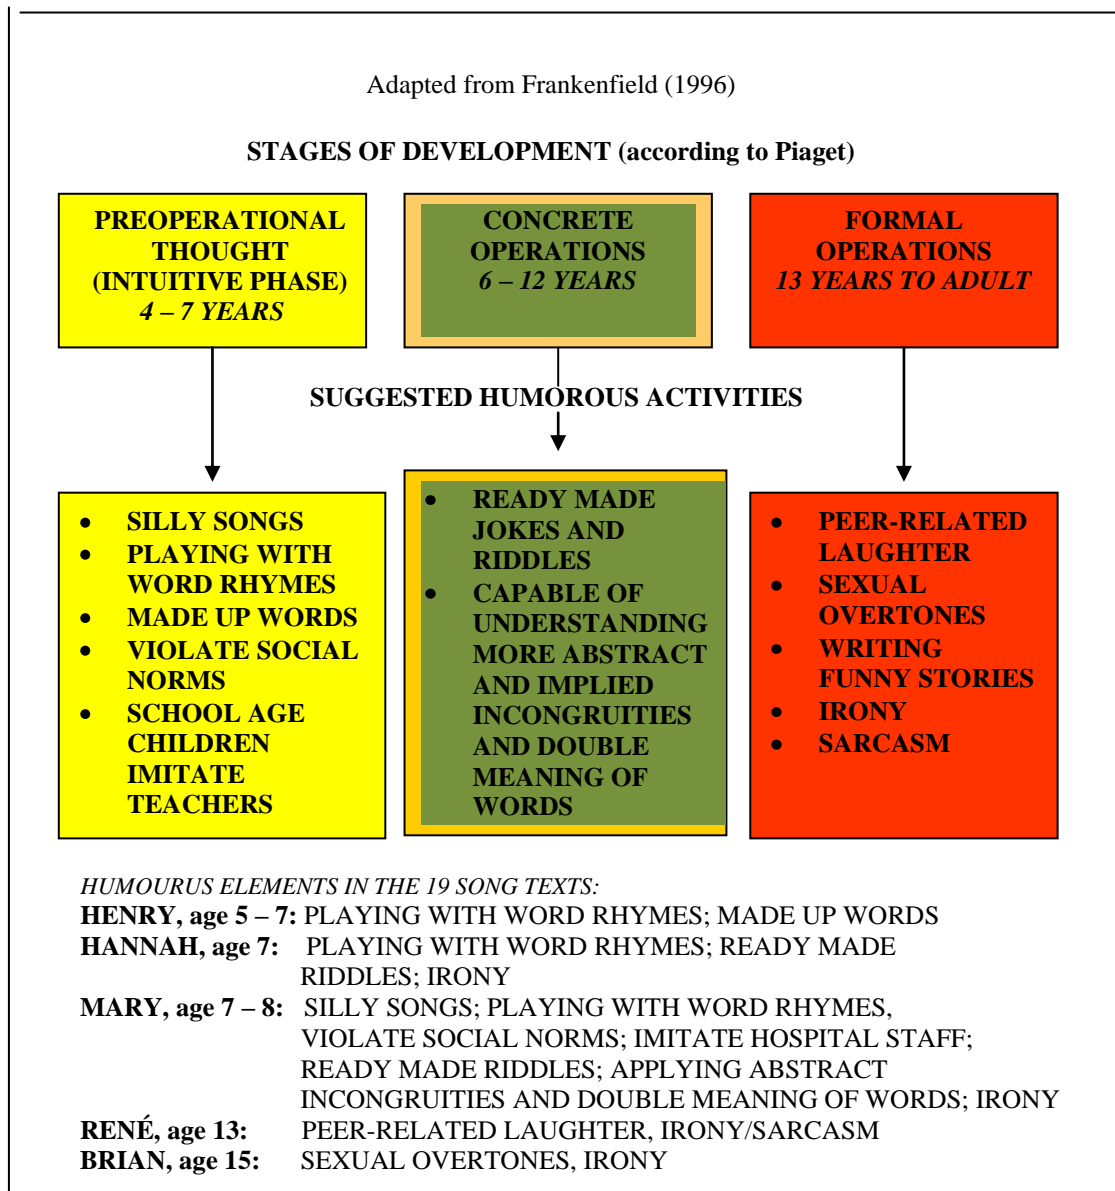 Adapted from Frankenfield (1996)
STAGES OF DEVELOPMENT (according to Piaget)
PREOPERATIONAL
THOUGHT
(INTUITIVE PHASE)
4 – 7 YEARS
CONCRETE
OPERATIONS
6 – 12 YEARS
FORMAL
OPERATIONS
13 YEARS TO ADULT
SUGGESTED HUMOROUS ACTIVITIES
• SILLY SONGS
• PLAYING WITH
WORD RHYMES
• MADE UP WORDS
• VIOLATE SOCIAL
NORMS
• SCHOOL AGE
CHILDREN
IMITATE
TEACHERS
• READY MADE
JOKES AND
RIDDLES
• CAPABLE OF
UNDERSTANDING
MORE ABSTRACT
AND IMPLIED
INCONGRUITIES
AND DOUBLE
MEANING OF
WORDS
• PEER-RELATED
LAUGHTER
• SEXUAL
OVERTONES
• WRITING
FUNNY STORIES
• IRONY
• SARCASM
HUMOURUS ELEMENTS IN THE 19 SONG TEXTS:
HENRY, age 5 – 7: PLAYING WITH WORD RHYMES; MADE UP WORDS
HANNAH, age 7: PLAYING WITH WORD RHYMES; READY MADE
RIDDLES; IRONY
MARY, age 7 – 8: SILLY SONGS; PLAYING WITH WORD RHYMES,
VIOLATE SOCIAL NORMS; IMITATE HOSPITAL STAFF;
READY MADE RIDDLES; APPLYING ABSTRACT
INCONGRUITIES AND DOUBLE MEANING OF WORDS; IRONY
RENÉ, age 13: PEER-RELATED LAUGHTER, IRONY/SARCASM
BRIAN, age 15: SEXUAL OVERTONES, IRONY